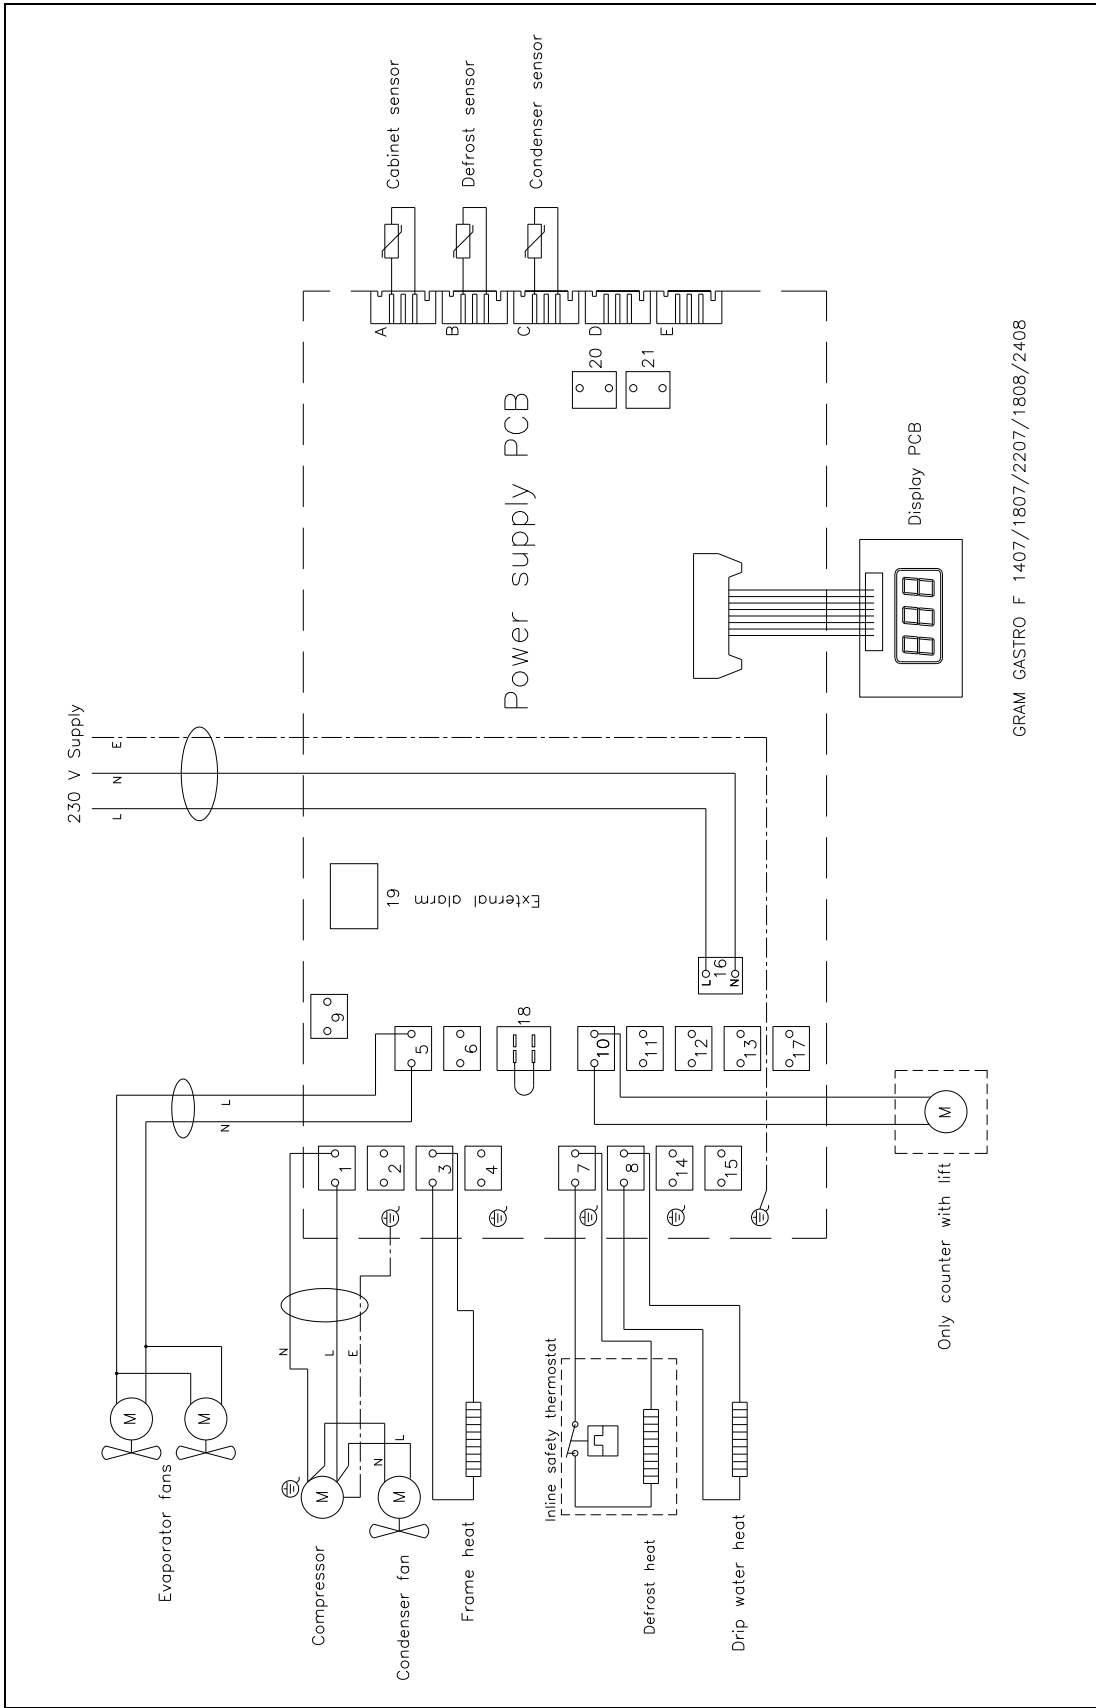 Cabinet sensor
Defrost sensor
Condenser sensor
A
B
C
D
E
20
21
Power supply PCB
Display PCB
GRAM GASTRO F 1407/1807/2207/1808/2408
230 V Supply
L
N
E
19
External alarm
L
16
N
9
5
6
18
10
11
12
13
17
L
N
1
2
3
4
7
8
14
15
M
Only counter with lift
N
L
E
M
M
Evaporator fans
M
Compressor
N
L
M
Condenser fan
Frame heat
Inline safety thermostat
Defrost heat
Drip water heat